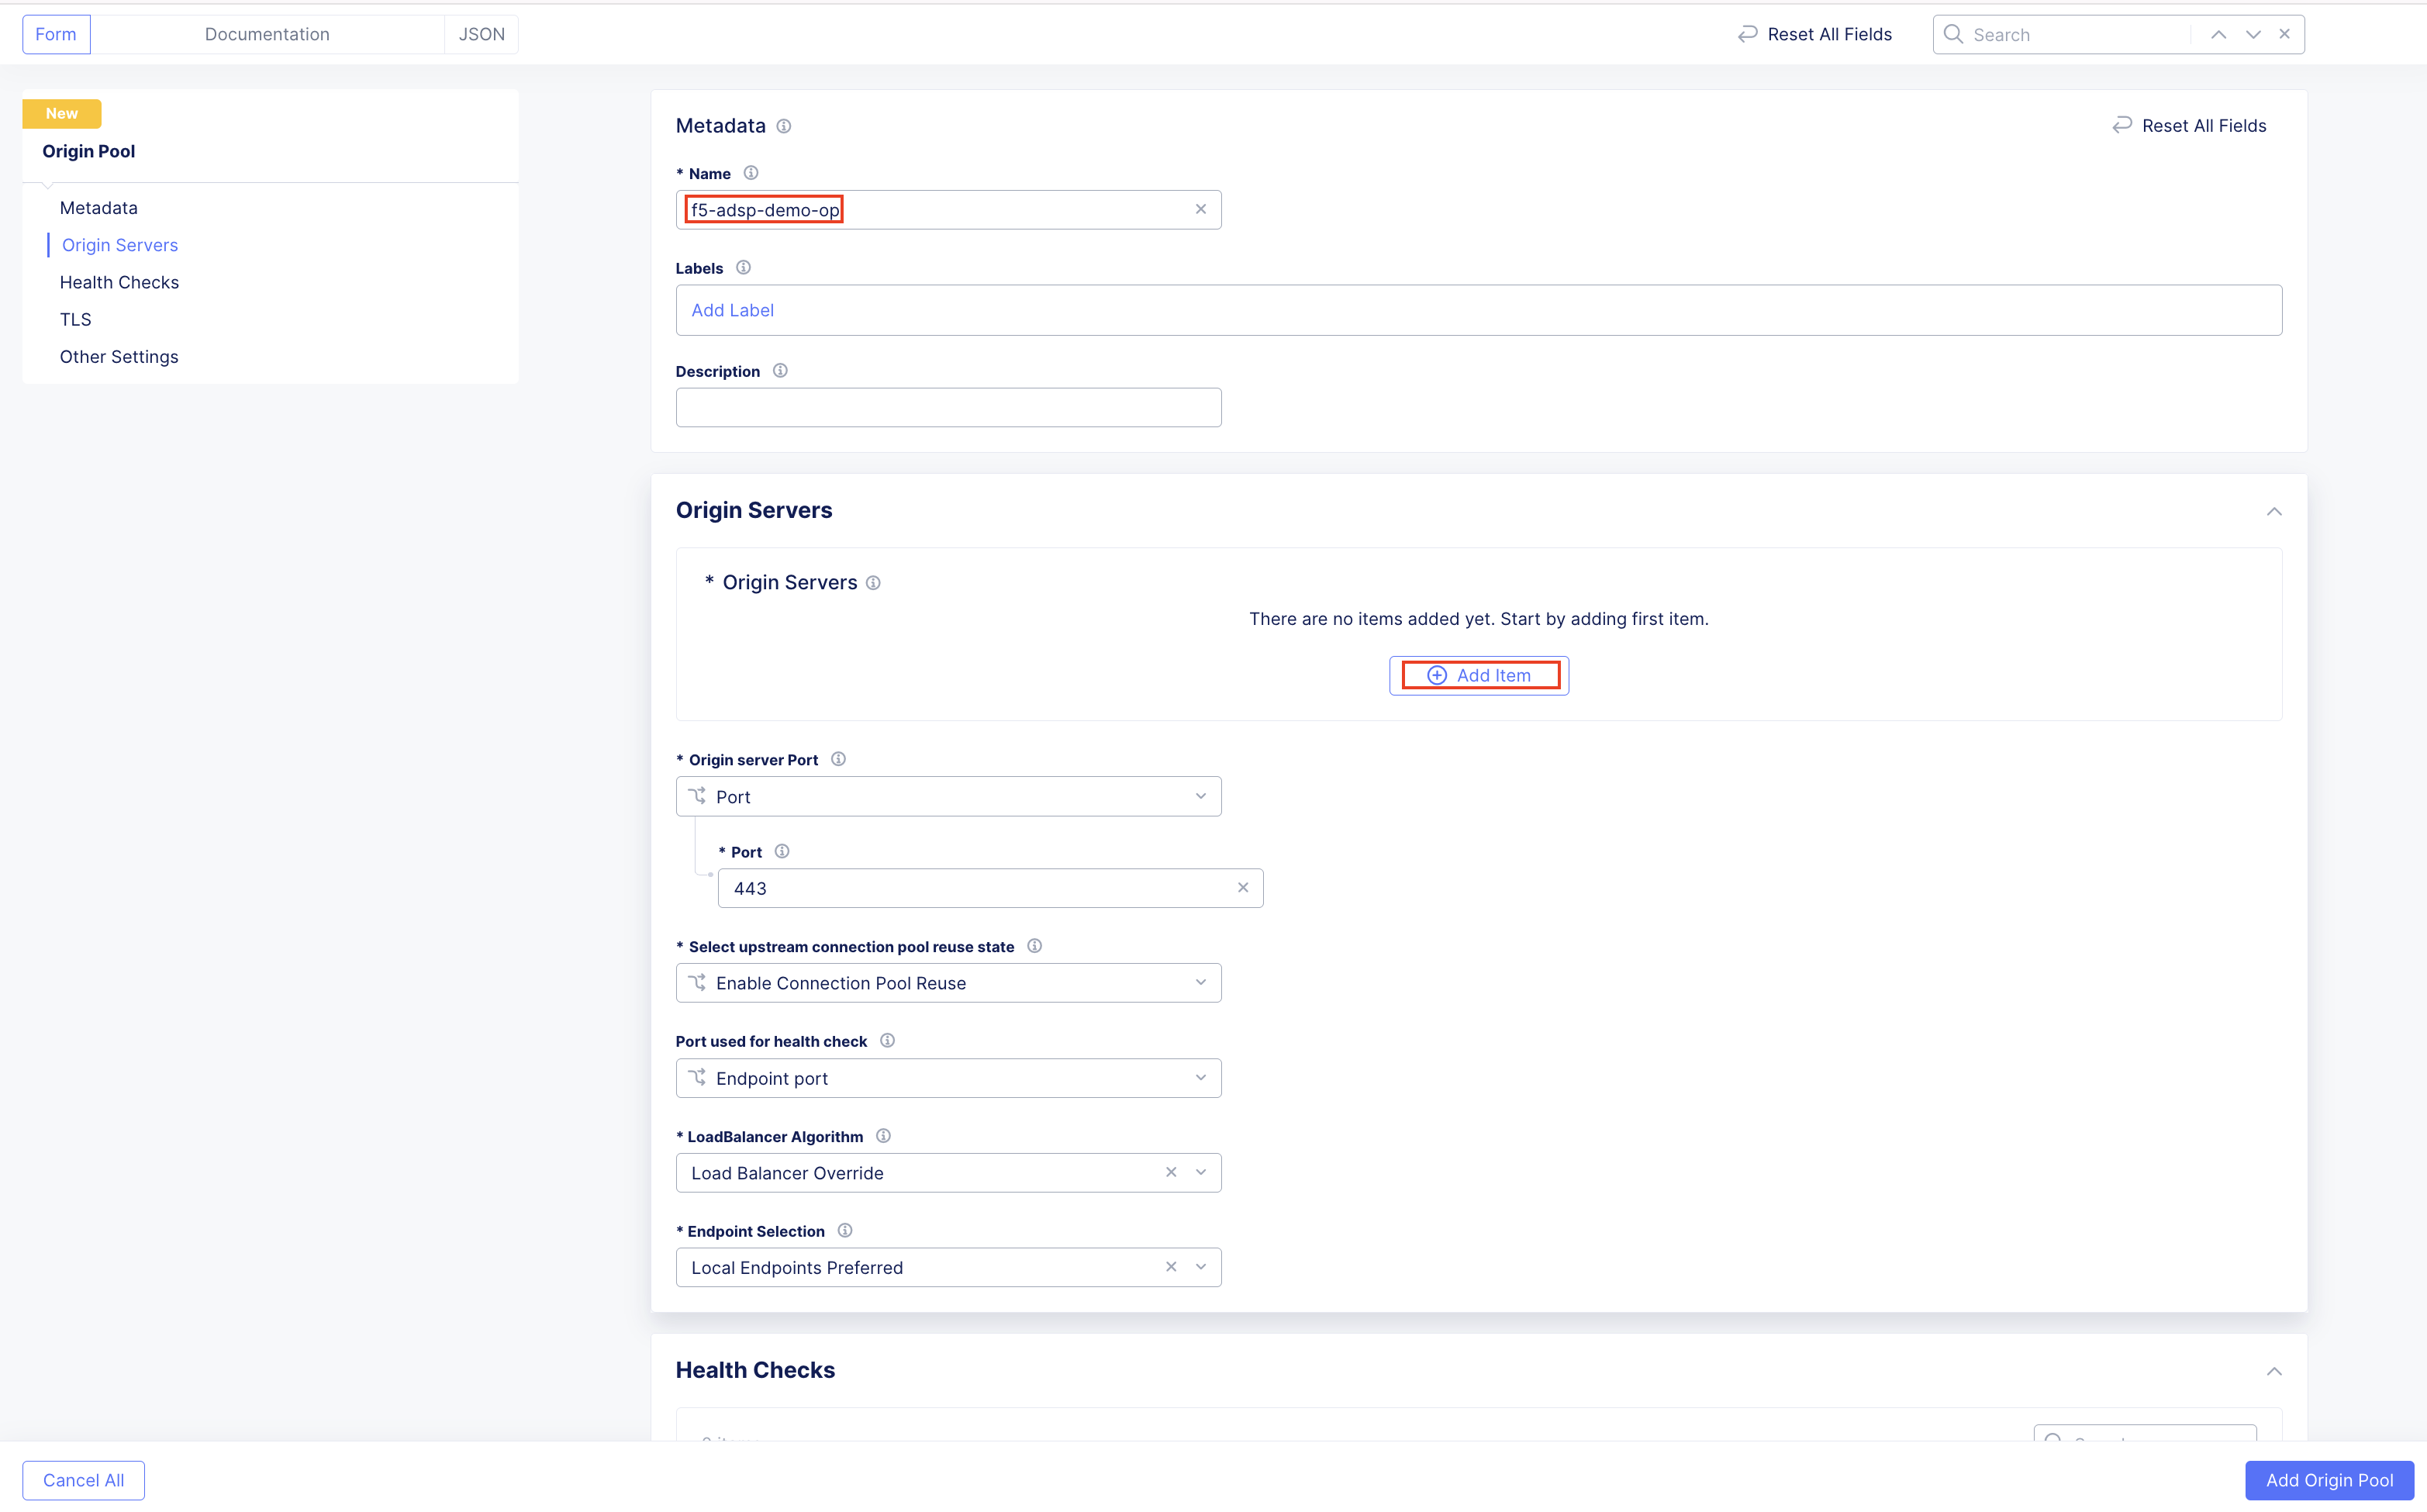 Form
Documentation
JSON
Reset All Fields
Search
New
Origin Pool
Metadata
Origin Servers
Health Checks
TLS
Other Settings
Metadata
Reset All Fields
* Name
f5-adsp-demo-op
Labels
Add Label
Description
Origin Servers
* Origin Servers
There are no items added yet. Start by adding first item.
Add Item
* Origin server Port
Port
* Port
443
* Select upstream connection pool reuse state
Enable Connection Pool Reuse
Port used for health check
Endpoint port
* LoadBalancer Algorithm
Load Balancer Override
* Endpoint Selection
Local Endpoints Preferred
Health Checks
Cancel All
Add Origin Pool